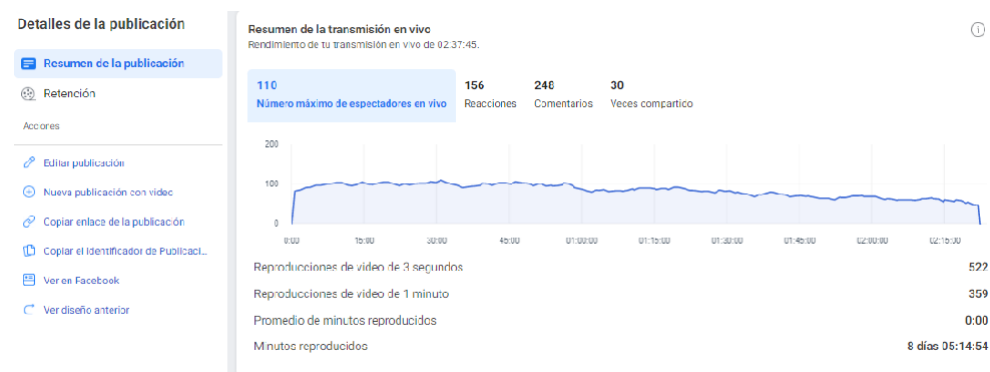 Detalles de la publicación
Resumen de la publicación
Retención
Accores
Editar publicación
Nueva publicación con video
Copiar enlace de la publicación
Copiar el Identificador de Publicaci...
Ver en Facebook
Ver diseño anterior
Resumen de la transmisión en vivo
Rendimiento de tu transmisión en vivo de 02:37:45.
110
Número máximo de espectadores en vivo
156
Reacciones
248
Comentarios
30
Veces compartico
200
100
0
0:00 15:00 30:00 45:00 01:00:00 01:15:00 01:30:00 01:45:00 02:00:00 02:15:00
Reproducciones de video de 3 segundos 522
Reproducciones de video de 1 minuto 359
Promedio de minutos reproducidos 0:00
Minutos reproducidos 8 días 05:14:54